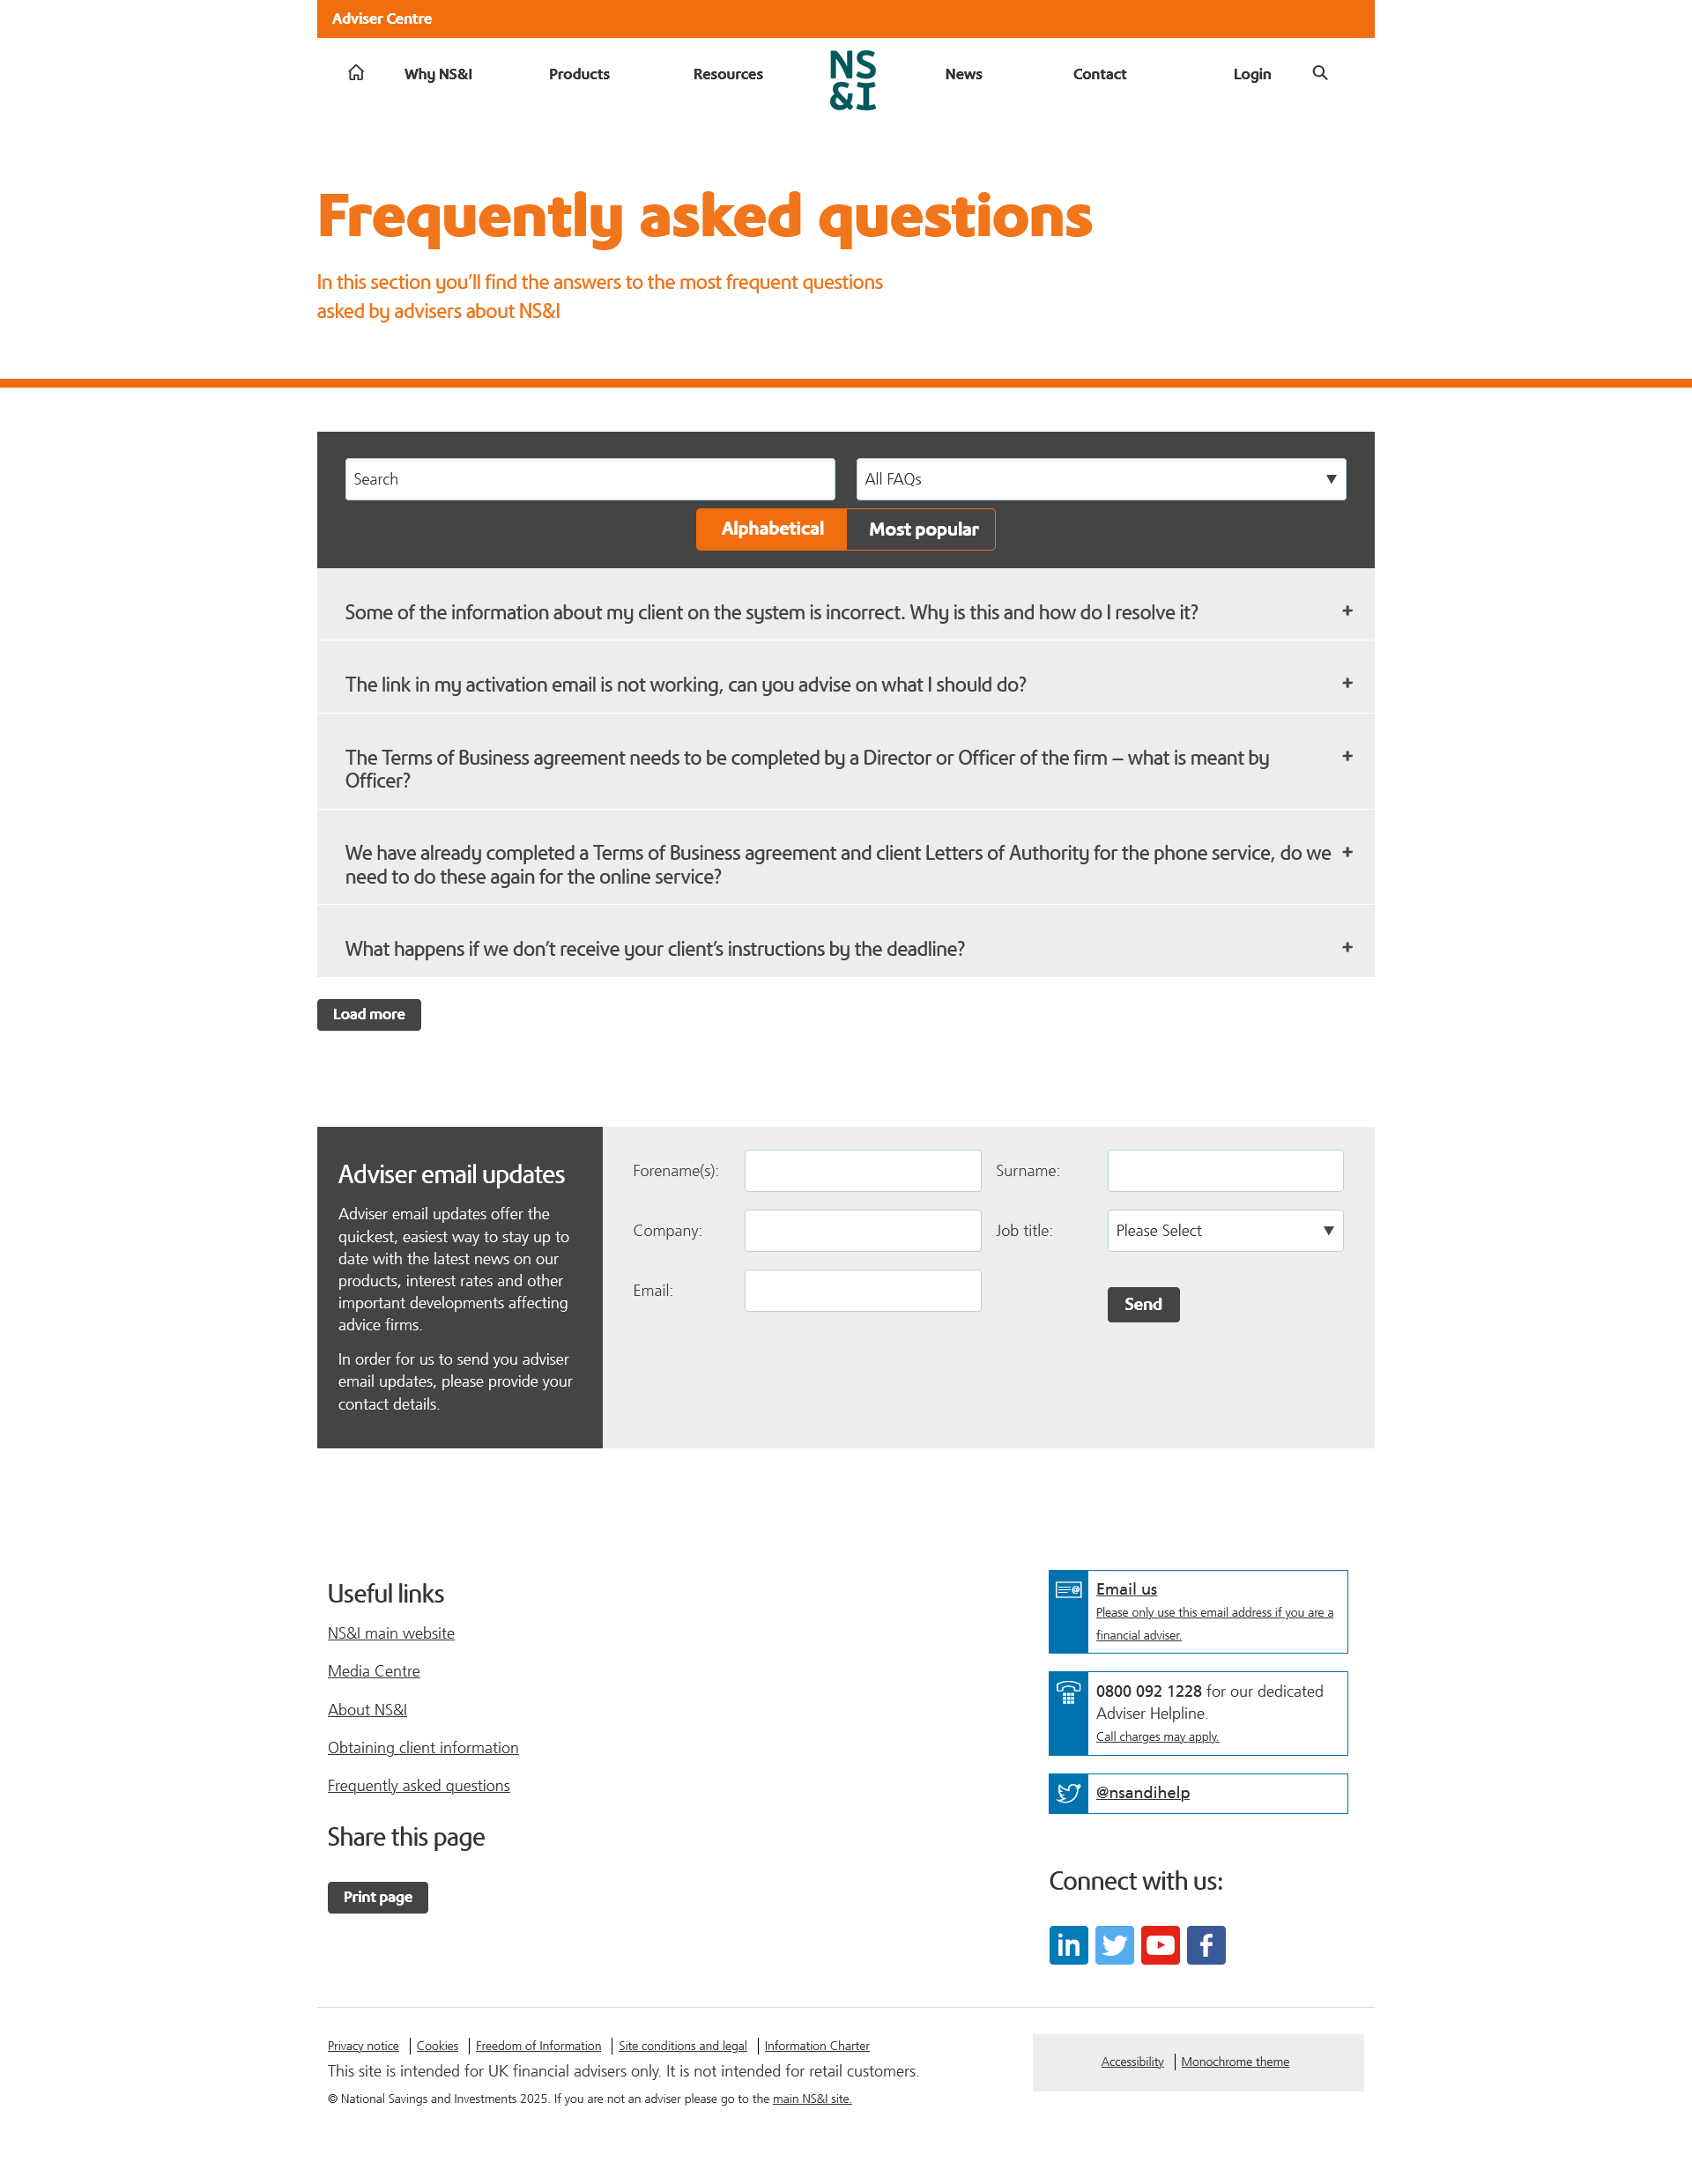 Adviser Centre
Why NS&I
Products
Resources
NS
&I
News
Contact
Login
Frequently asked questions
In this section you’ll find the answers to the most frequent questions
asked by advisers about NS&I
Search
All FAQs
Alphabetical
Most popular
Some of the information about my client on the system is incorrect. Why is this and how do I resolve it?
+
The link in my activation email is not working, can you advise on what I should do?
+
The Terms of Business agreement needs to be completed by a Director or Officer of the firm – what is meant by
Officer?
+
We have already completed a Terms of Business agreement and client Letters of Authority for the phone service, do we
need to do these again for the online service?
+
What happens if we don’t receive your client’s instructions by the deadline?
+
Load more
Adviser email updates
Adviser email updates offer the
quickest, easiest way to stay up to
date with the latest news on our
products, interest rates and other
important developments affecting
advice firms.
In order for us to send you adviser
email updates, please provide your
contact details.
Forename(s):
Surname:
Company:
Job title:
Please Select
Email:
Send
Useful links
NS&I main website
Media Centre
About NS&I
Obtaining client information
Frequently asked questions
Share this page
Print page
Email us
Please only use this email address if you are a
financial adviser.
0800 092 1228 for our dedicated
Adviser Helpline.
Call charges may apply.
@nsandihelp
Connect with us:
Privacy notice
Cookies
Freedom of Information
Site conditions and legal
Information Charter
This site is intended for UK financial advisers only. It is not intended for retail customers.
© National Savings and Investments 2025. If you are not an adviser please go to the main NS&I site.
Accessibility
Monochrome theme